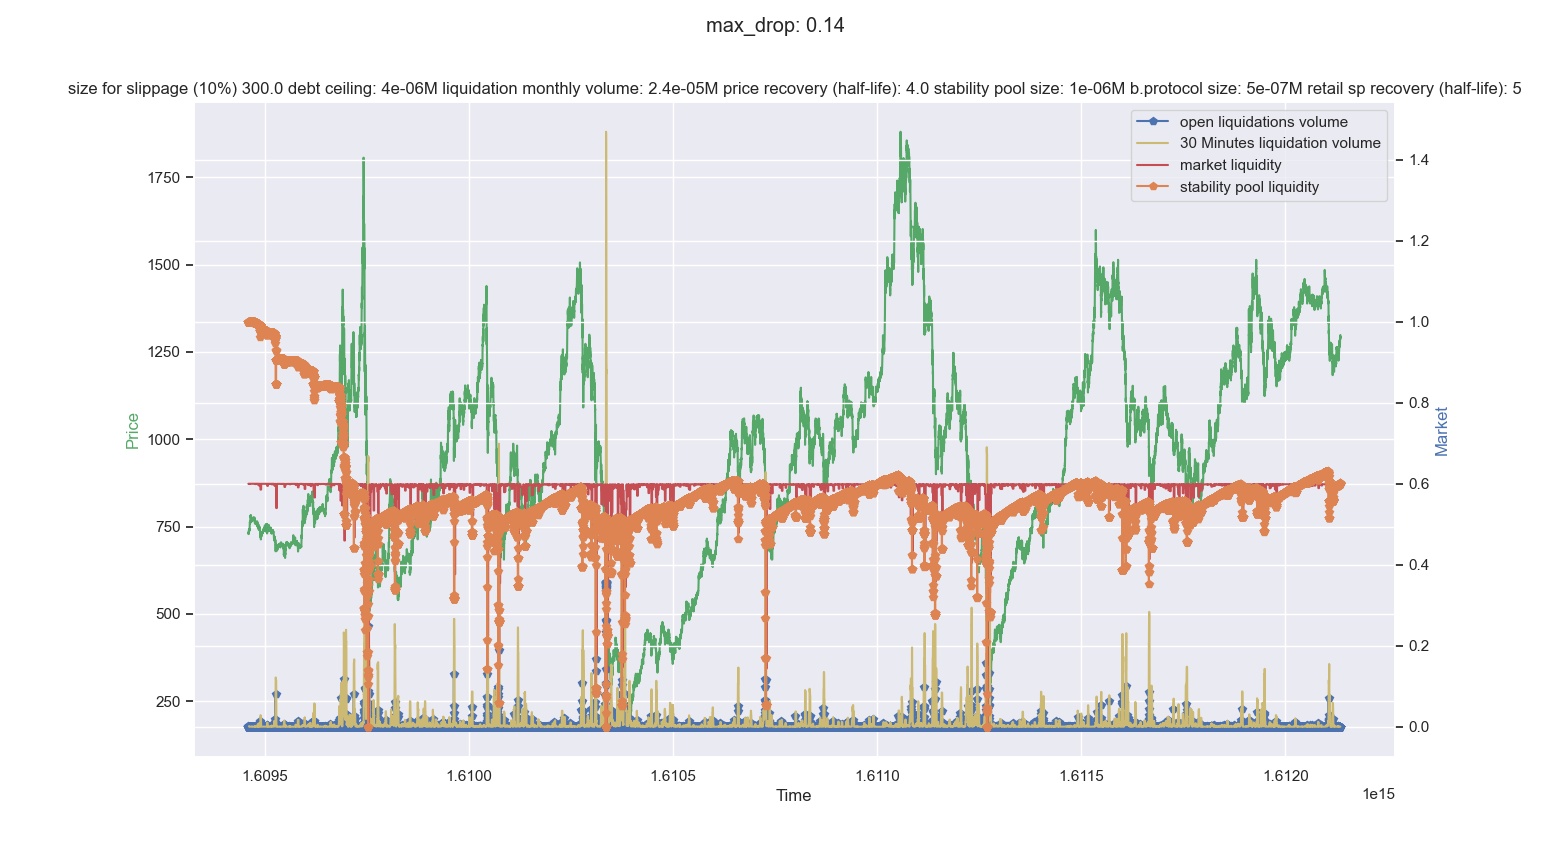 max_drop: 0.14
size for slippage (10%) 300.0 debt ceiling: 4e-06M liquidation monthly volume: 2.4e-05M price recovery (half-life): 4.0 stability pool size: 1e-06M b.protocol size: 5e-07M retail sp recovery (half-life): 5
open liquidations volume
30 Minutes liquidation volume
market liquidity
stability pool liquidity
1750
1500
1250
1000
750
500
250
Price
1.4
1.2
1.0
0.8
0.6
0.4
0.2
0.0
Market
1.6095 1.6100 1.6105 1.6110 1.6115 1.6120
Time
1e15